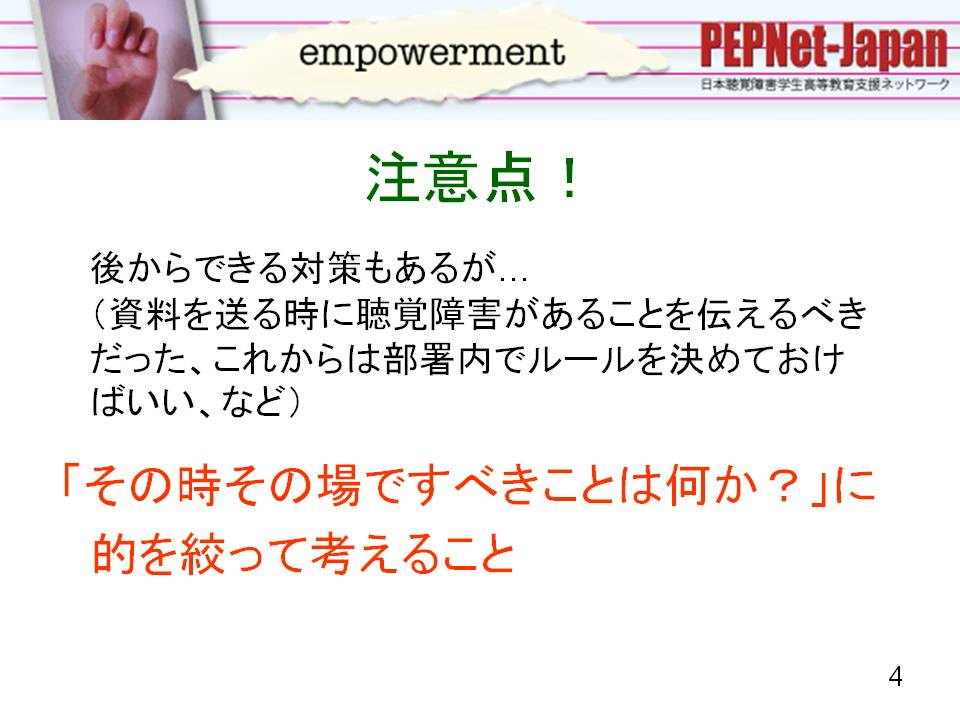 empowerment
PEPNet-Japan
日本聴覚障害学生高等教育支援ネットワーク
注意点！
後からできる対策もあるが…
（資料を送る時に聴覚障害があることを伝えるべき
だった、これからは部署内でルールを決めておけ
ばいい、など）
「その時その場ですべきことは何か？」に
的を絞って考えること
4